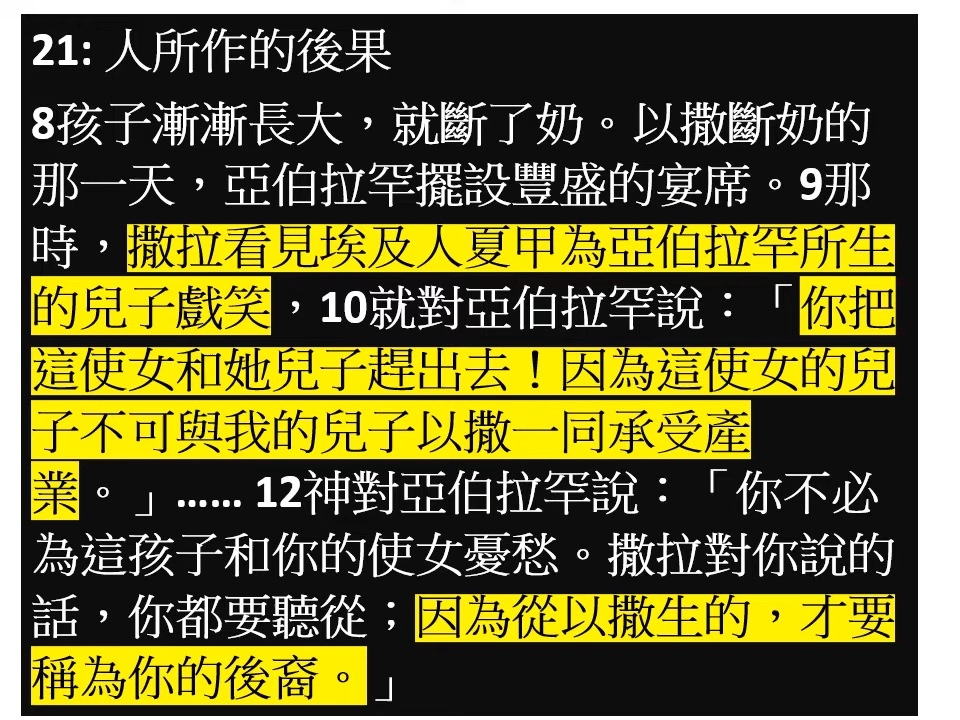 21: 人所作的後果
8孩子漸漸長大，就斷了奶。以撒斷奶的
那一天，亞伯拉罕擺設豐盛的宴席。9那
時，撒拉看見埃及人夏甲為亞伯拉罕所生
的兒子戲笑，10就對亞伯拉罕說：「你把
這使女和她兒子趕出去！因為這使女的兒
子不可與我的兒子以撒一同承受產
業。」…… 12神對亞伯拉罕說：「你不必
為這孩子和你的使女憂愁。撒拉對你說的
話，你都要聽從；因為從以撒生的，才要
稱為你的後裔。」